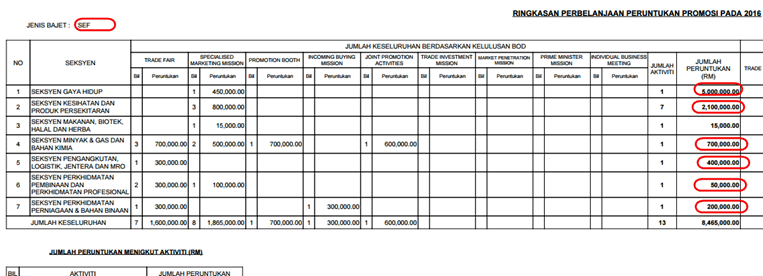 RINGKASAN PERBELANJAAN PERUNTUKAN PROMOSI PADA 2016
JENIS BAJET : SEF
NO SEKSYEN JUMLAH KESELURUHAN BERDASARKAN KELULUSAN BOD
TRADE FAIR SPECIALISED MARKETING MISSION PROMOTION BOOTH INCOMING BUYING MISSION JOINT PROMOTION ACTIVITIES TRADE INVESTMENT MISSION MARKET PENETRATION MISSION PRIME MINISTER MISSION INDIVIDUAL BUSINESS MEETING JUMLAH AKTIVITI JUMLAH PERUNTUKAN (RM) TRADE
Bil Peruntukan Bil Peruntukan Bil Peruntukan Bil Peruntukan Bil Peruntukan Bil Peruntukan Bil Peruntukan Bil Peruntukan Bil Peruntukan
1 SEKSYEN GAYA HIDUP 1 450,000.00 1 5,000,000.00
2 SEKSYEN KESIHATAN DAN PRODUK PERSEKITARAN 3 800,000.00 7 2,100,000.00
3 SEKSYEN MAKANAN, BIOTEK, HALAL DAN HERBA 1 15,000.00 1 15,000.00
4 SEKSYEN MINYAK & GAS DAN BAHAN KIMIA 3 700,000.00 2 500,000.00 1 700,000.00 1 600,000.00 1 700,000.00
5 SEKSYEN PENGANGKUTAN, LOGISTIK, JENTERA DAN MRO 1 300,000.00 1 400,000.00
6 SEKSYEN PERKHIDMATAN PEMBINAAN DAN PERKHIDMATAN PROFESIONAL 2 300,000.00 1 100,000.00 1 50,000.00
7 SEKSYEN PERKHIDMATAN PERNIAGAAN & BAHAN BINAAN 1 300,000.00 1 300,000.00 1 200,000.00
JUMLAH KESELURUHAN 7 1,600,000.00 8 1,865,000.00 1 700,000.00 1 300,000.00 1 600,000.00 13 8,465,000.00
JUMLAH PERUNTUKAN MENGIKUT AKTIVITI (RM)
BIL AKTIVITI JUMLAH PERUNTUKAN